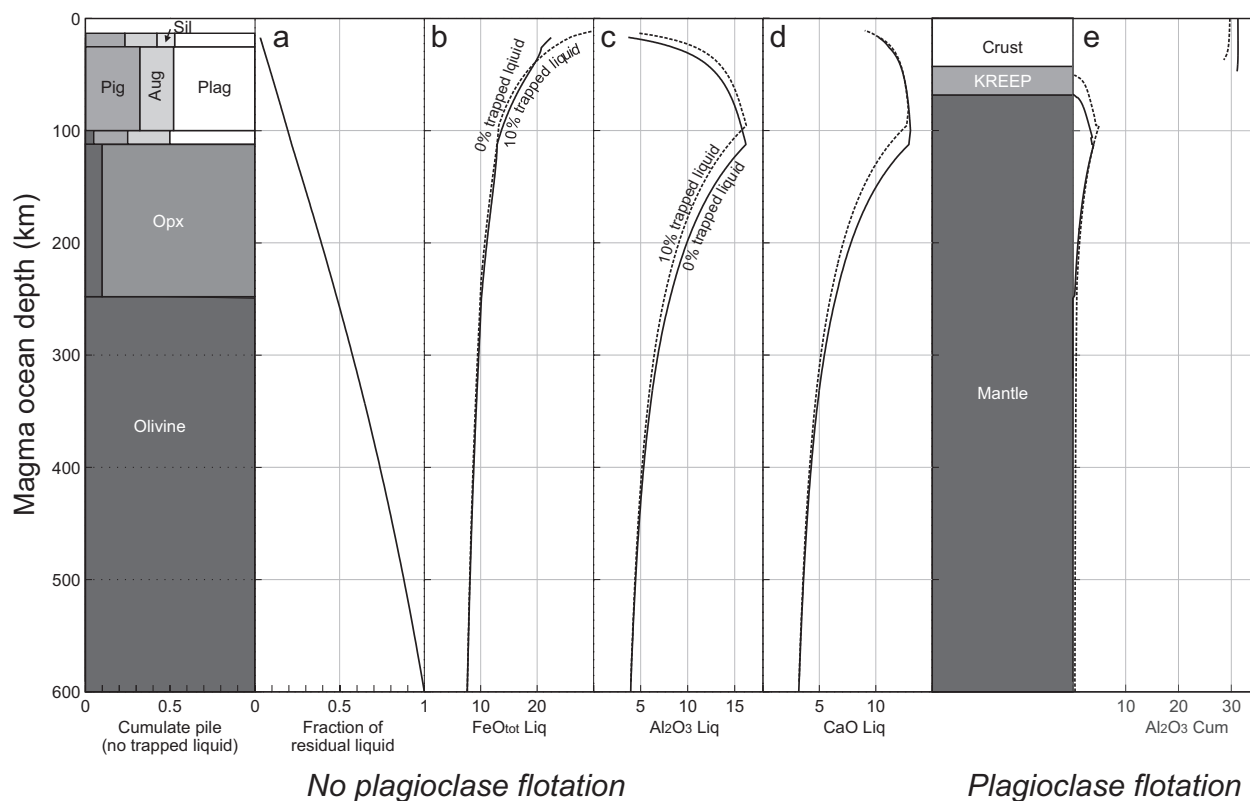 0
100
200
300
400
500
600
Magma ocean depth (km)
Sil
Pig
Aug
Plag
Opx
Olivine
0
0.5
0
Cumulate pile
(no trapped liquid)
a
0.5
1
Fraction of
residual liquid
b
0% trapped lqiuid
10% trapped liquid
10
20
FeOtot Liq
c
10% trapped liquid
0% trapped liquid
5
10
15
Al2O3 Liq
d
5
10
CaO Liq
Crust
KREEP
Mantle
e
10
20
30
Al2O3 Cum
No plagioclase flotation
Plagioclase flotation